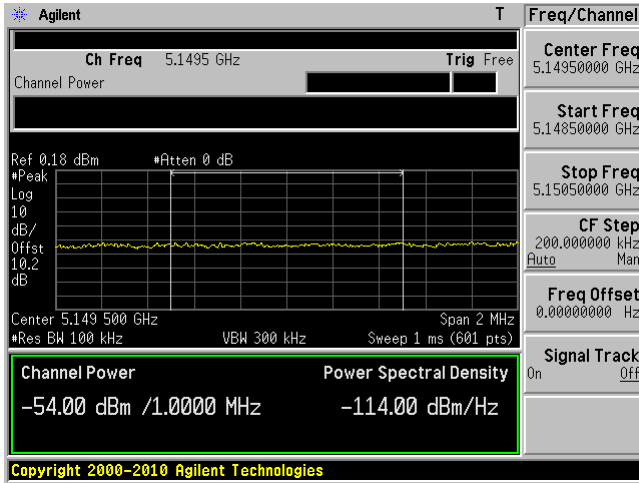 Agilent T
Ch Freq 5.1495 GHz Trig Free
Channel Power
Ref 0.18 dBm #Atten 0 dB
#Peak
Log
10
dB/
Offst
10.2
dB
Center 5.149 500 GHz Span 2 MHz
#Res BW 100 kHz VBW 300 kHz Sweep 1 ms (601 pts)
Channel Power Power Spectral Density
-54.00 dBm /1.0000 MHz -114.00 dBm/Hz
Copyright 2000-2010 Agilent Technologies
Freq/Channel
Center Freq
5.14950000 GHz
Start Freq
5.14850000 GHz
Stop Freq
5.15050000 GHz
CF Step
200.000000 kHz
Auto Man
Freq Offset
0.00000000 Hz
Signal Track
On Off